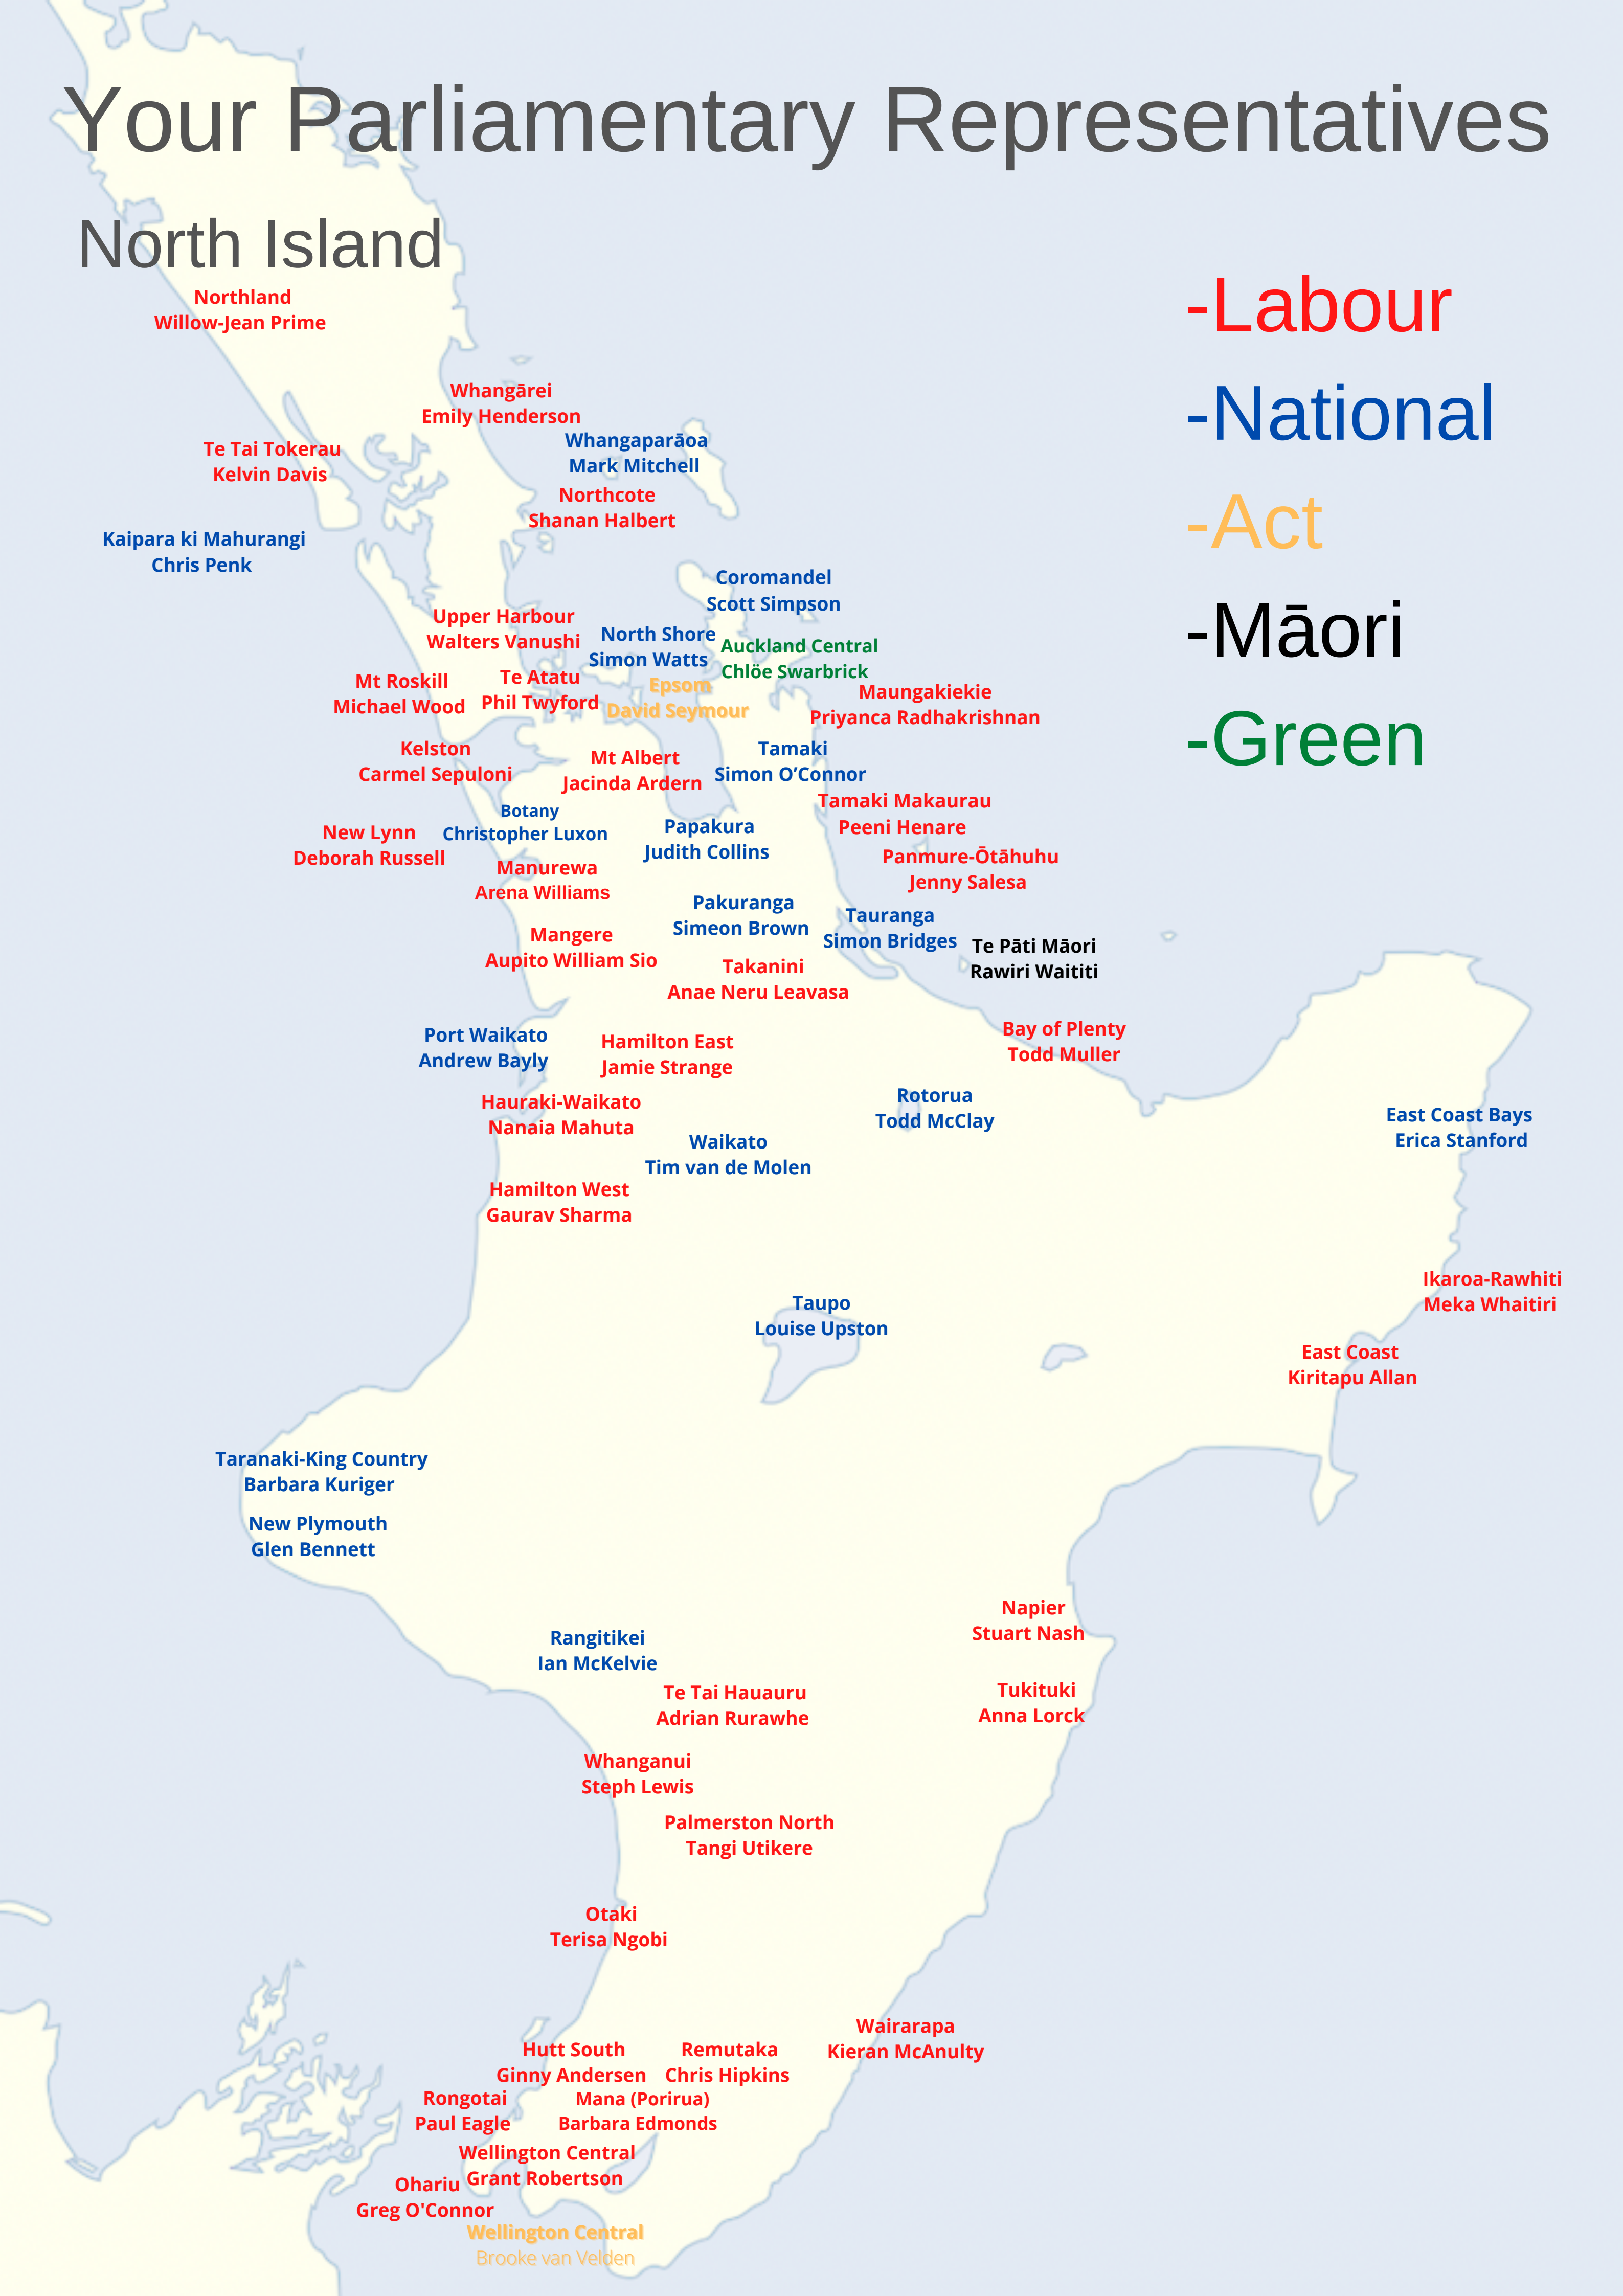 Your Parliamentary Representatives
North Island
-Labour
-National
-Act
-Māori
-Green
Northland
Willow-Jean Prime
Whangārei
Emily Henderson
Te Tai Tokerau
Kelvin Davis
Whangaparāoa
Mark Mitchell
Northcote
Shanan Halbert
Kaipara ki Mahurangi
Chris Penk
Coromandel
Scott Simpson
Upper Harbour
Walters Vanushi
North Shore
Simon Watts
Auckland Central
Chlöe Swarbrick
Mt Roskill
Michael Wood
Te Atatu
Phil Twyford
Epsom
David Seymour
Maungakiekie
Priyanca Radhakrishnan
Kelston
Carmel Sepuloni
Mt Albert
Jacinda Ardern
Tamaki
Simon O’Connor
Tamaki Makaurau
Peeni Henare
New Lynn
Deborah Russell
Botany
Christopher Luxon
Papakura
Judith Collins
Panmure-Ōtāhuhu
Jenny Salesa
Manurewa
Arena Williams
Pakuranga
Simeon Brown
Tauranga
Simon Bridges
Te Pāti Māori
Rawiri Waititi
Mangere
Aupito William Sio
Takanini
Anae Neru Leavasa
Port Waikato
Andrew Bayly
Hamilton East
Jamie Strange
Bay of Plenty
Todd Muller
Hauraki-Waikato
Nanaia Mahuta
Rotorua
Todd McClay
East Coast Bays
Erica Stanford
Waikato
Tim van de Molen
Hamilton West
Gaurav Sharma
Ikaroa-Rawhiti
Meka Whaitiri
Taupo
Louise Upston
East Coast
Kiritapu Allan
Taranaki-King Country
Barbara Kuriger
New Plymouth
Glen Bennett
Napier
Stuart Nash
Rangitikei
Ian McKelvie
Te Tai Hauauru
Adrian Rurawhe
Tukituki
Anna Lorck
Whanganui
Steph Lewis
Palmerston North
Tangi Utikere
Otaki
Terisa Ngobi
Wairarapa
Kieran McAnulty
Hutt South
Ginny Andersen
Remutaka
Chris Hipkins
Rongotai
Paul Eagle
Mana (Porirua)
Barbara Edmonds
Wellington Central
Grant Robertson
Ohariu
Greg O'Connor
Wellington Central
Brooke van Velden